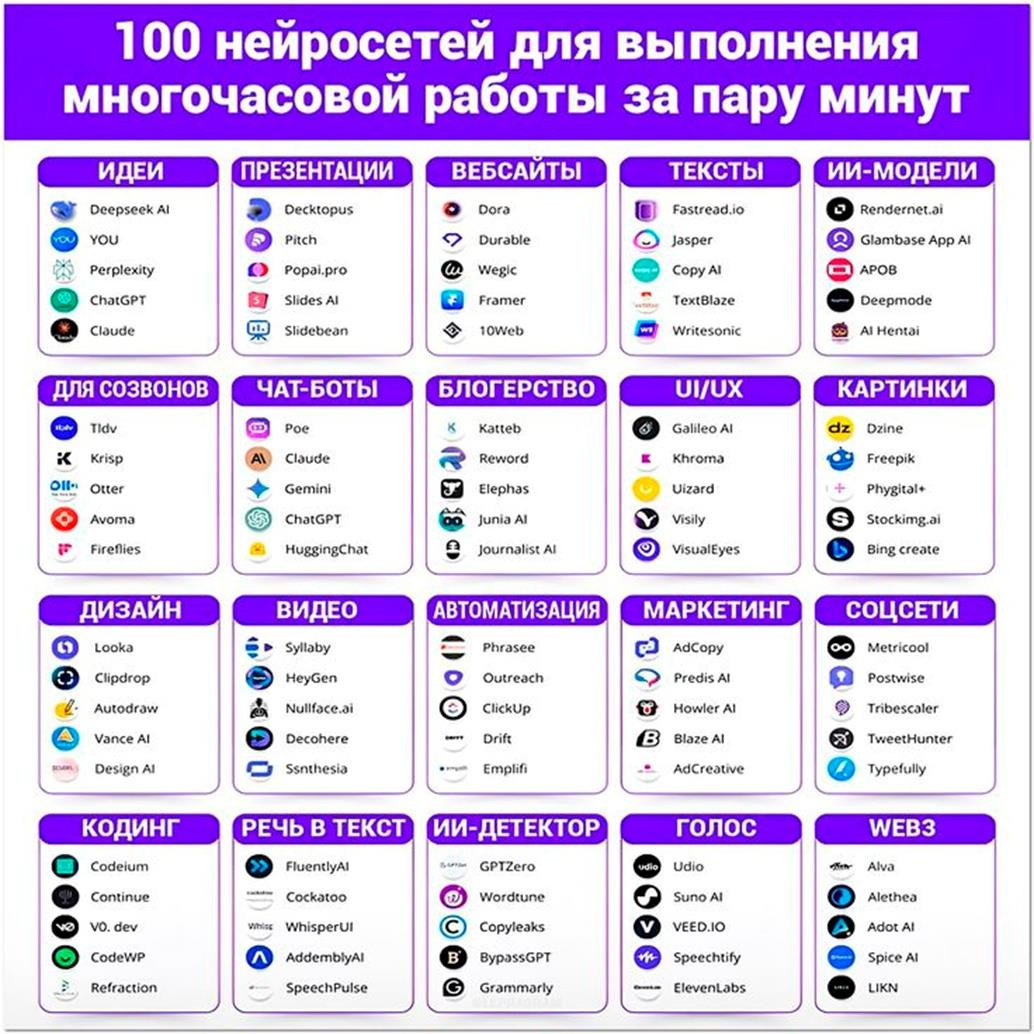 100 нейросетей для выполнения
многочасовой работы за пару минут
ИДЕИ
Deepseek AI
YOU
Perplexity
ChatGPT
Claude
ПРЕЗЕНТАЦИИ
Decktopus
Pitch
Popai.pro
Slides AI
Slidebean
ВЕБСАЙТЫ
Dora
Durable
Wegic
Framer
10Web
ТЕКСТЫ
Fastread.io
Jasper
Copy AI
TextBlaze
Writesonic
ИИ-МОДЕЛИ
Rendernet.ai
Glambase App AI
APOB
Deepmode
AI Hentai
ДЛЯ СОЗВОНОВ
Tldv
Krisp
Otter
Avoma
Fireflies
ЧАТ-БОТЫ
Poe
Claude
Gemini
ChatGPT
HuggingChat
БЛОГЕРСТВО
Katteb
Reword
Elephas
Junia AI
Journalist AI
UI/UX
Galileo AI
Khroma
Uizard
Visily
VisualEyes
КАРТИНКИ
Dzine
Freepik
Phygital+
Stockimg.ai
Bing create
ДИЗАЙН
Looka
Clipdrop
Autodraw
Vance AI
Design AI
ВИДЕО
Syllaby
HeyGen
Nullface.ai
Decohere
Ssnthesia
АВТОМАТИЗАЦИЯ
Phrasee
Outreach
ClickUp
Drift
Emplifi
МАРКЕТИНГ
AdCopy
Predis AI
Howler AI
Blaze AI
AdCreative
СОЦСЕТИ
Metricool
Postwise
Tribescaler
TweetHunter
Typefully
КОДИНГ
Codeium
Continue
V0. dev
CodeWP
Refraction
РЕЧЬ В ТЕКСТ
FluentlyAI
Cockatoo
WhisperUI
AddemblyAI
SpeechPulse
ИИ-ДЕТЕКТОР
GPTZero
Wordtune
Copyleaks
BypassGPT
Grammarly
ГОЛОС
Udio
Suno AI
VEED.IO
Speechtify
ElevenLabs
WEB3
Alva
Alethea
Adot AI
Spice AI
LIKN